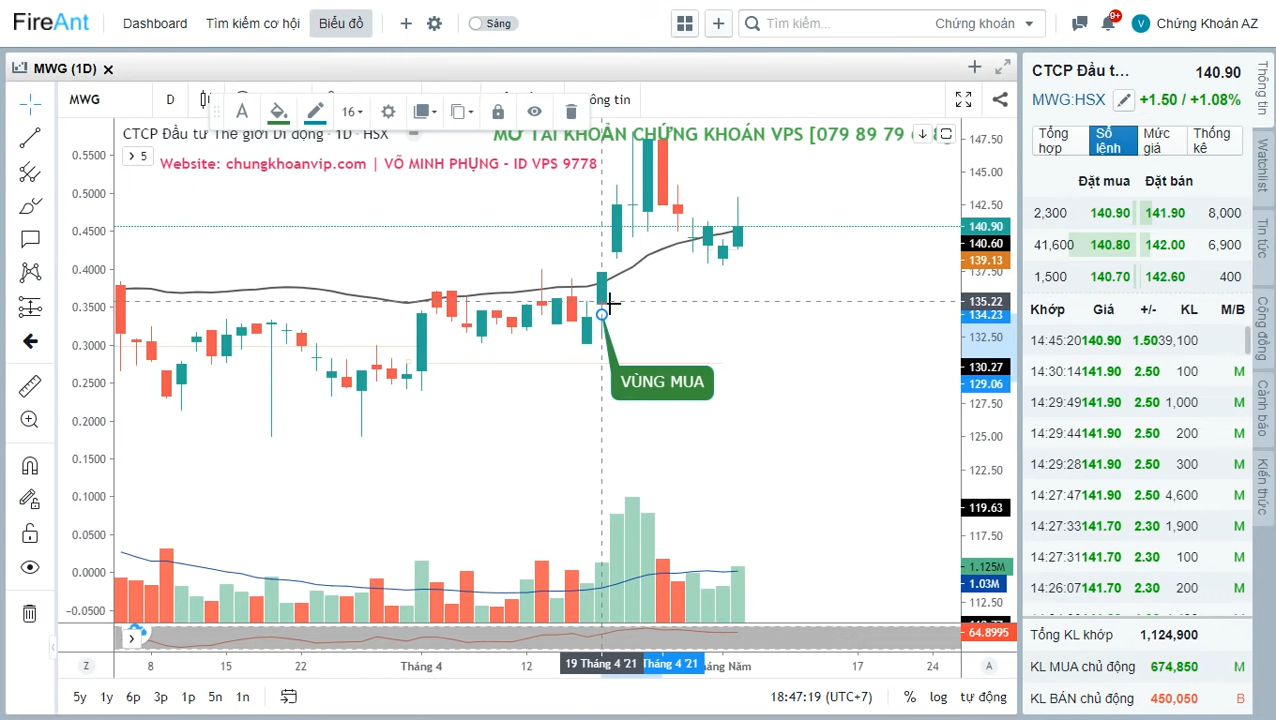 FireAnt
Dashboard
Tìm kiếm cơ hội
Biểu đồ
Sáng
Tìm kiếm...
Chứng khoán
9+
V
Chứng Khoán AZ
MWG (1D)
MWG
D
A
16
ông tin
CTCP Đầu tư Thế giới Di động · 1D · HSX
5
MỞ TÀI KHOẢN CHỨNG KHOÁN VPS [079 89 79 6
Website: chungkhoanvip.com | VÕ MINH PHỤNG - ID VPS 9778
0.5500
0.5000
0.4500
0.4000
0.3500
0.3000
0.2500
0.2000
0.1500
0.1000
0.0500
0.0000
-0.0500
VÙNG MUA
147.50
145.00
142.50
140.90
140.60
139.13
137.50
135.22
134.23
132.50
130.27
129.06
127.50
125.00
122.50
119.63
117.50
1.125M
1.03M
112.50
64.8995
Z
8
15
22
Tháng 4
12
19 Tháng 4 '21
Tháng 4 '21
háng Năm
17
24
A
5y
1y
6p
3p
1p
5n
1n
18:47:19 (UTC+7)
%
log
tự động
CTCP Đầu t...
140.90
MWG:HSX
+1.50 / +1.08%
Tổng hợp
Sổ lệnh
Mức giá
Thống kê
Đặt mua
Đặt bán
2,300 140.90 141.90 8,000
41,600 140.80 142.00 6,900
1,500 140.70 142.60 400
Khớp Giá +/- KL M/B
14:45:20 140.90 1.50 39,100
14:30:14 141.90 2.50 100 M
14:29:49 141.90 2.50 1,000 M
14:29:44 141.90 2.50 200 M
14:29:28 141.90 2.50 300 M
14:27:47 141.90 2.50 4,600 M
14:27:33 141.70 2.30 1,900 M
14:27:31 141.70 2.30 100 M
14:26:07 141.70 2.30 200 M
Tổng KL khớp 1,124,900
KL MUA chủ động 674,850 M
KL BÁN chủ động 450,050 B
Thông tin
Watchlist
Tin tức
Cộng đồng
Cảnh báo
Kiến thức